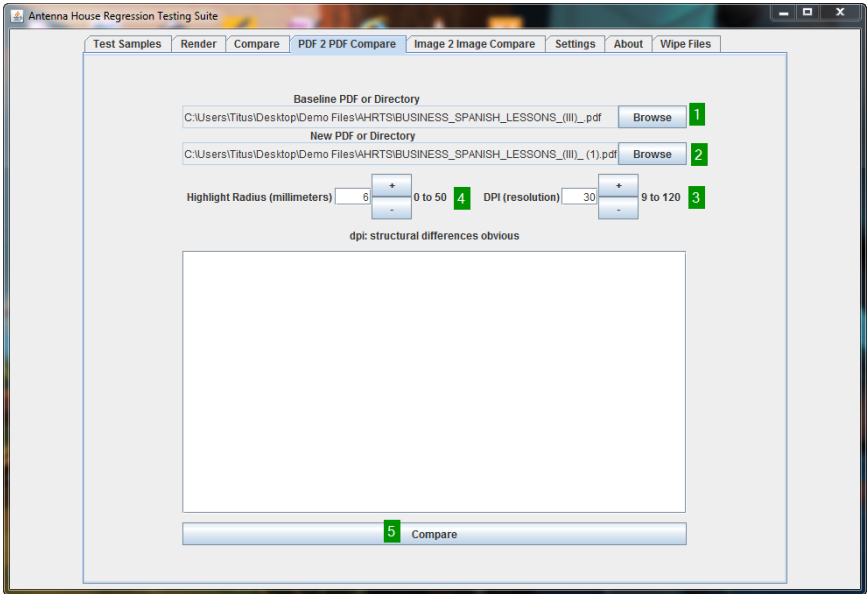 Antenna House Regression Testing Suite
Test Samples Render Compare PDF 2 PDF Compare Image 2 Image Compare Settings About Wipe Files
Baseline PDF or Directory
C:\Users\Titus\Desktop\Demo Files\AHRTS\BUSINESS_SPANISH_LESSONS_(III)_.pdf Browse 1
New PDF or Directory
C:\Users\Titus\Desktop\Demo Files\AHRTS\BUSINESS_SPANISH_LESSONS_(III)_ (1).pdf Browse 2
Highlight Radius (millimeters) 6 + - 0 to 50 4 DPI (resolution) 30 + - 9 to 120 3
dpi: structural differences obvious
5 Compare